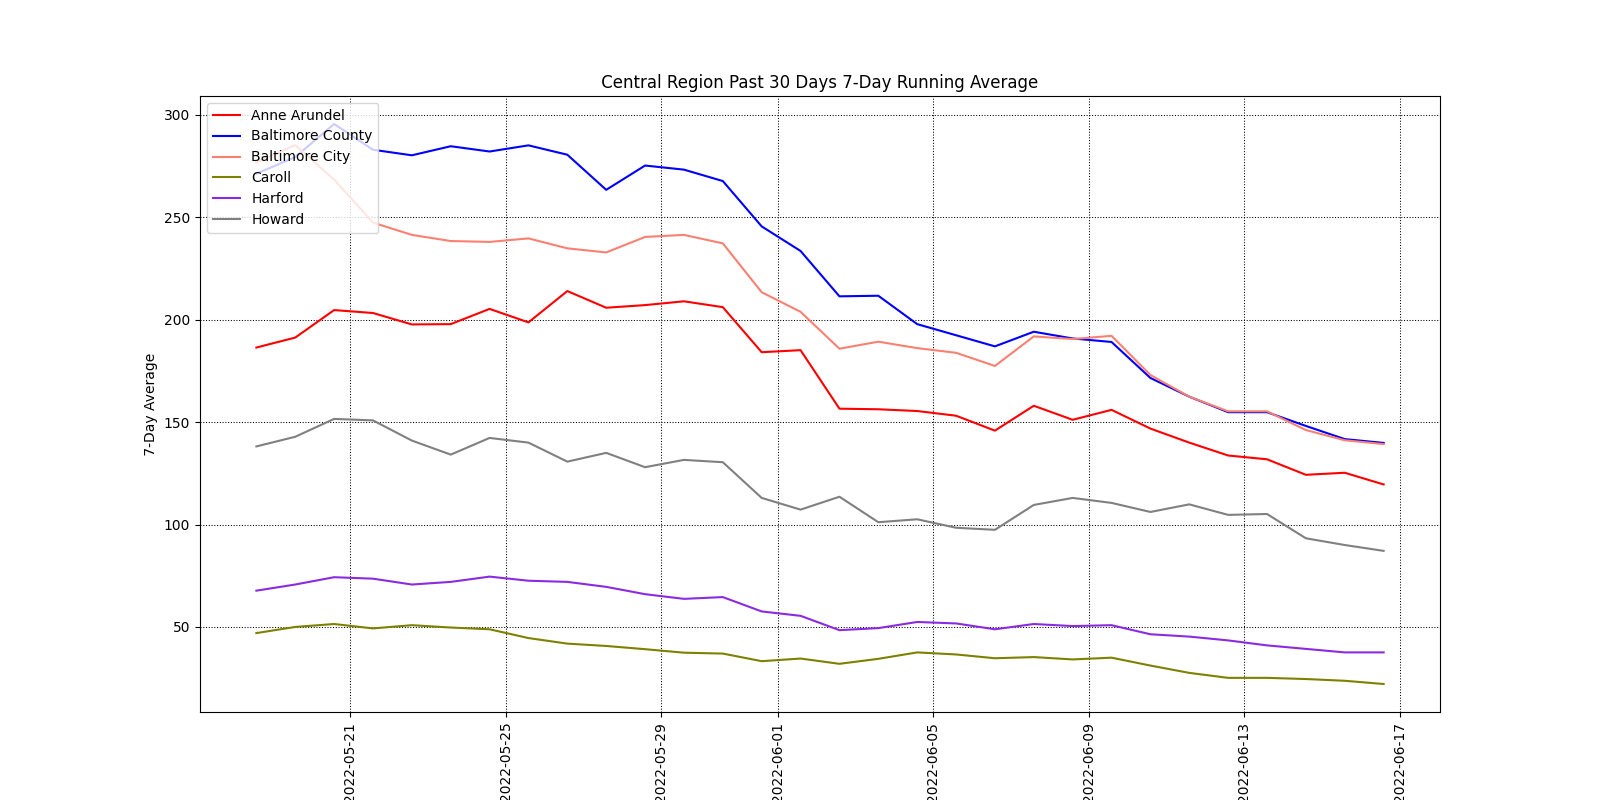 Central Region Past 30 Days 7-Day Running Average
300
250
200
150
100
50
7-Day Average
Anne Arundel
Baltimore County
Baltimore City
Caroll
Harford
Howard
2022-05-21
2022-05-25
2022-05-29
2022-06-01
2022-06-05
2022-06-09
2022-06-13
2022-06-17